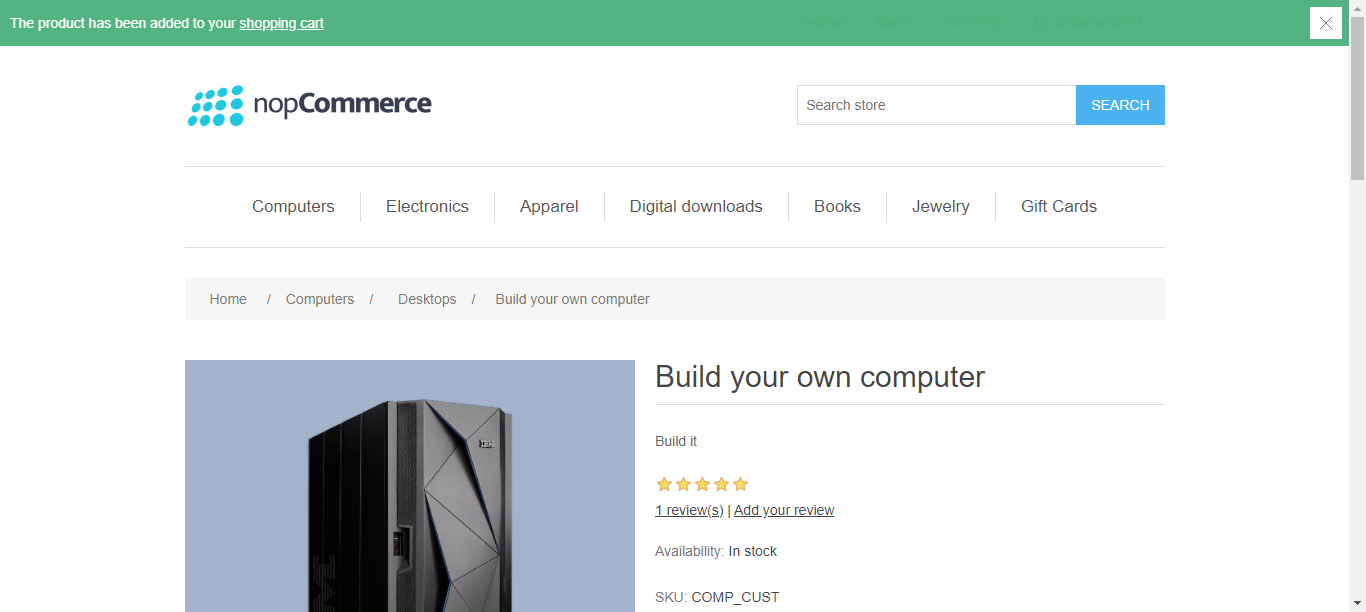 The product has been added to your shopping cart
Register Log in Wishlist (0) Shopping cart (1)
nopCommerce
Search store SEARCH
Computers Electronics Apparel Digital downloads Books Jewelry Gift Cards
Home / Computers / Desktops / Build your own computer
Build your own computer
Build it
IBM
1 review(s) | Add your review
Availability: In stock
SKU: COMP_CUST